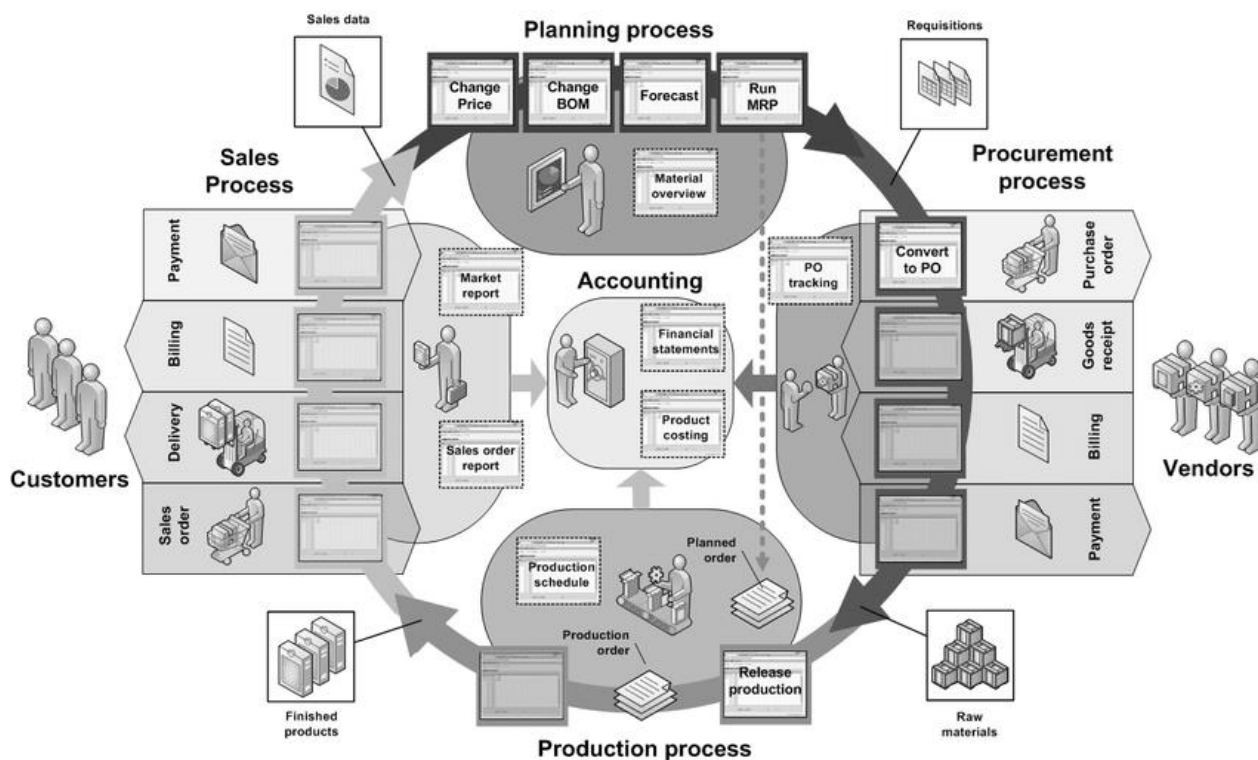 Sales data
Planning process
Requisitions
Change
Price
Change
BOM
Forecast
Run
MRP
Sales
Process
Procurement
process
Material
overview
Payment
Market
report
Accounting
PO
tracking
Convert
to PO
Purchase
order
Billing
Financial
statements
Goods
receipt
Customers
Delivery
Sales order
report
Product
costing
Billing
Vendors
Sales
order
Production
schedule
Planned
order
Payment
Production
order
Release
production
Finished
products
Production process
Raw
materials